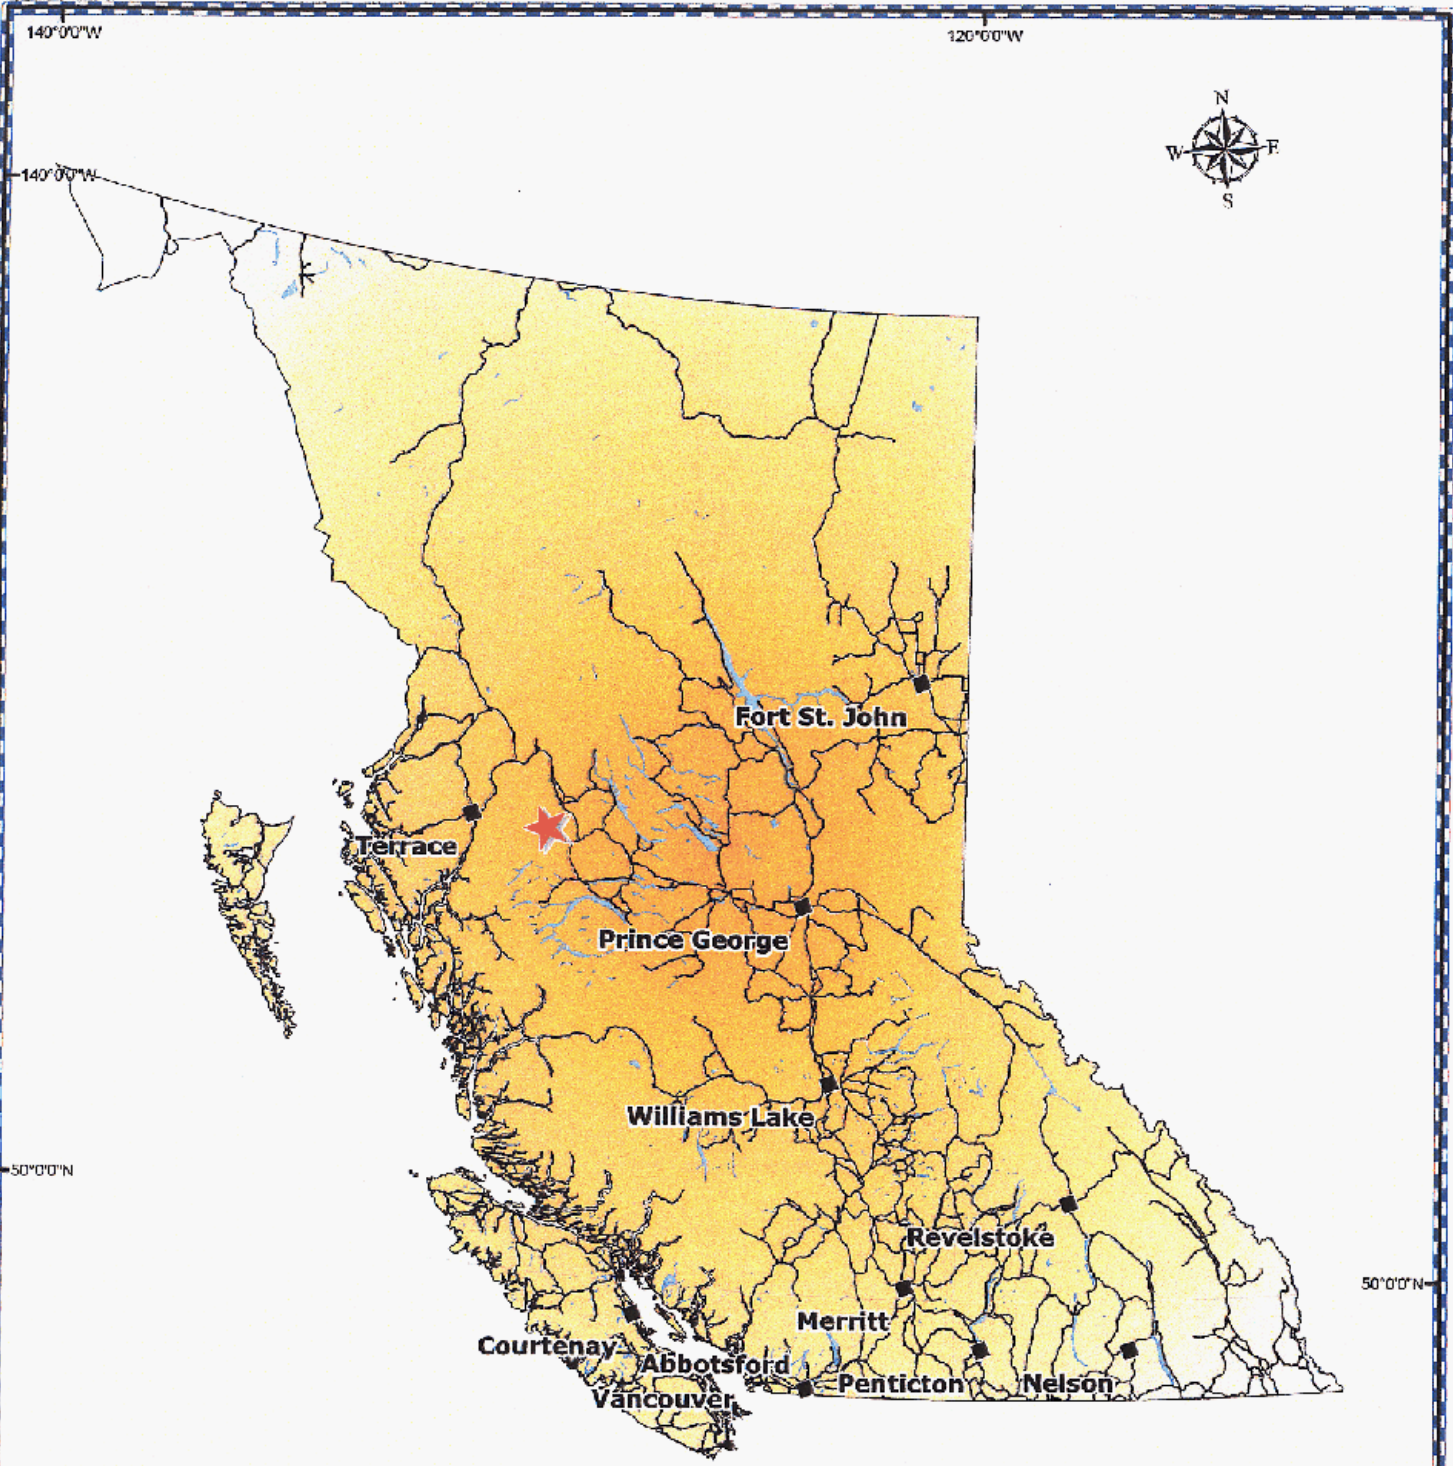 140°0'0"W
120°0'0"W
N
W
E
S
140°0'0"W
Fort St. John
Terrace
Prince George
Williams Lake
50°0'0"N
Revelstoke
50°0'0"N
Merritt
Courtenay
Abbotsford
Penticton
Nelson
Vancouver